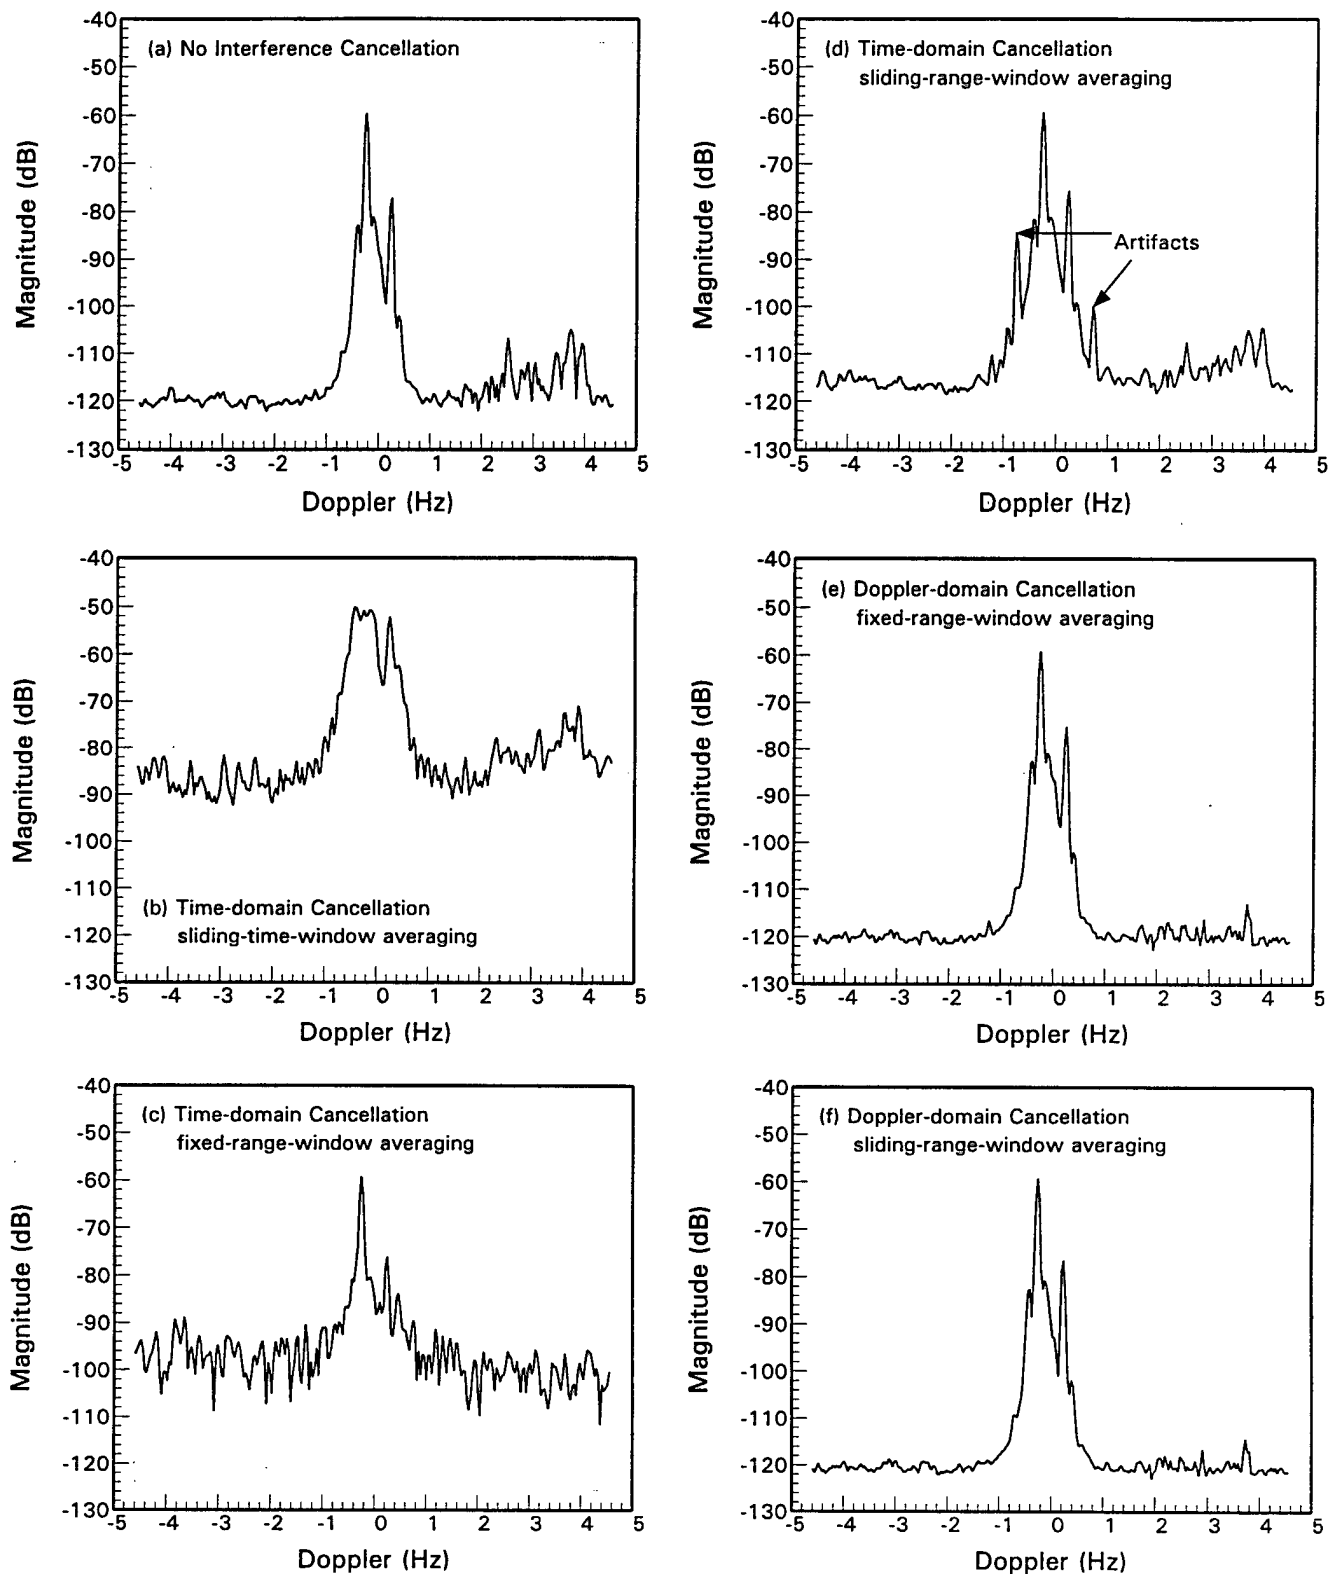 (a) No Interference Cancellation
Magnitude (dB)
-40
-50
-60
-70
-80
-90
-100
-110
-120
-130
-5 -4 -3 -2 -1 0 1 2 3 4 5
Doppler (Hz)
(d) Time-domain Cancellation
sliding-range-window averaging
Artifacts
Magnitude (dB)
-40
-50
-60
-70
-80
-90
-100
-110
-120
-130
-5 -4 -3 -2 -1 0 1 2 3 4 5
Doppler (Hz)
(b) Time-domain Cancellation
sliding-time-window averaging
Magnitude (dB)
-40
-50
-60
-70
-80
-90
-100
-110
-120
-130
-5 -4 -3 -2 -1 0 1 2 3 4 5
Doppler (Hz)
(e) Doppler-domain Cancellation
fixed-range-window averaging
Magnitude (dB)
-40
-50
-60
-70
-80
-90
-100
-110
-120
-130
-5 -4 -3 -2 -1 0 1 2 3 4 5
Doppler (Hz)
(c) Time-domain Cancellation
fixed-range-window averaging
Magnitude (dB)
-40
-50
-60
-70
-80
-90
-100
-110
-120
-130
-5 -4 -3 -2 -1 0 1 2 3 4 5
Doppler (Hz)
(f) Doppler-domain Cancellation
sliding-range-window averaging
Magnitude (dB)
-40
-50
-60
-70
-80
-90
-100
-110
-120
-130
-5 -4 -3 -2 -1 0 1 2 3 4 5
Doppler (Hz)